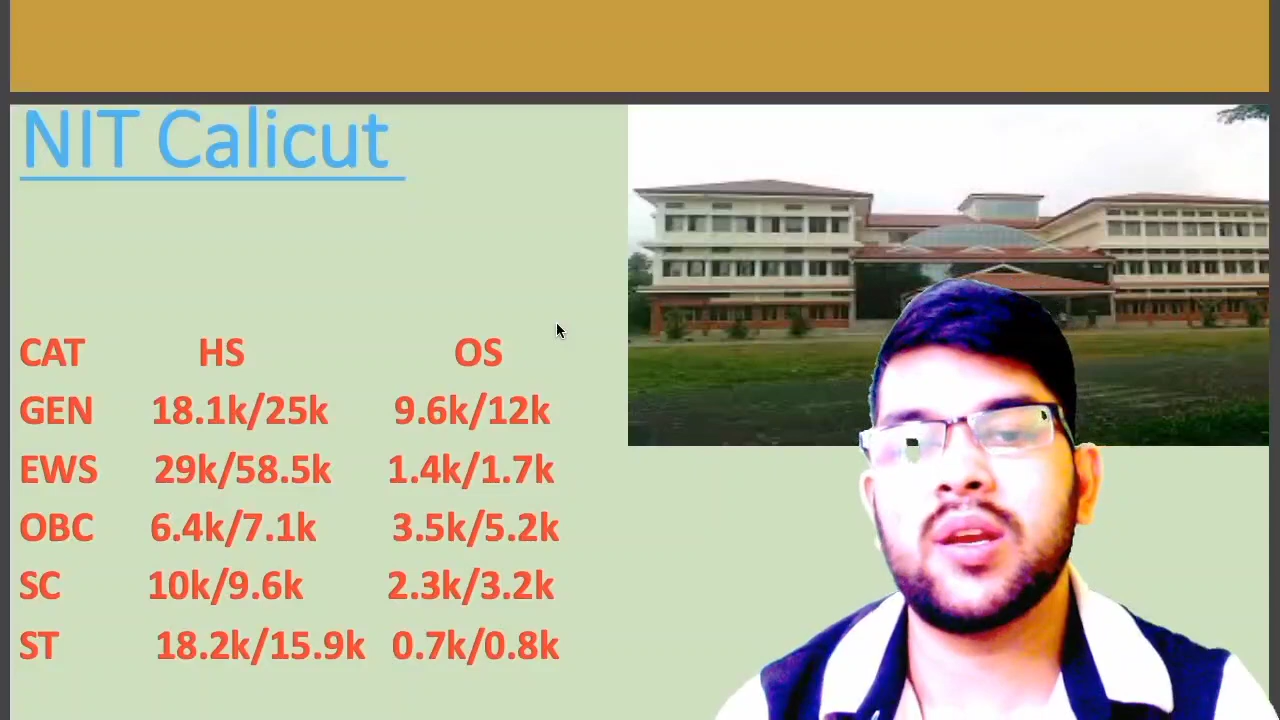 NIT Calicut
CAT HS OS
GEN 18.1k/25k 9.6k/12k
EWS 29k/58.5k 1.4k/1.7k
OBC 6.4k/7.1k 3.5k/5.2k
SC 10k/9.6k 2.3k/3.2k
ST 18.2k/15.9k 0.7k/0.8k